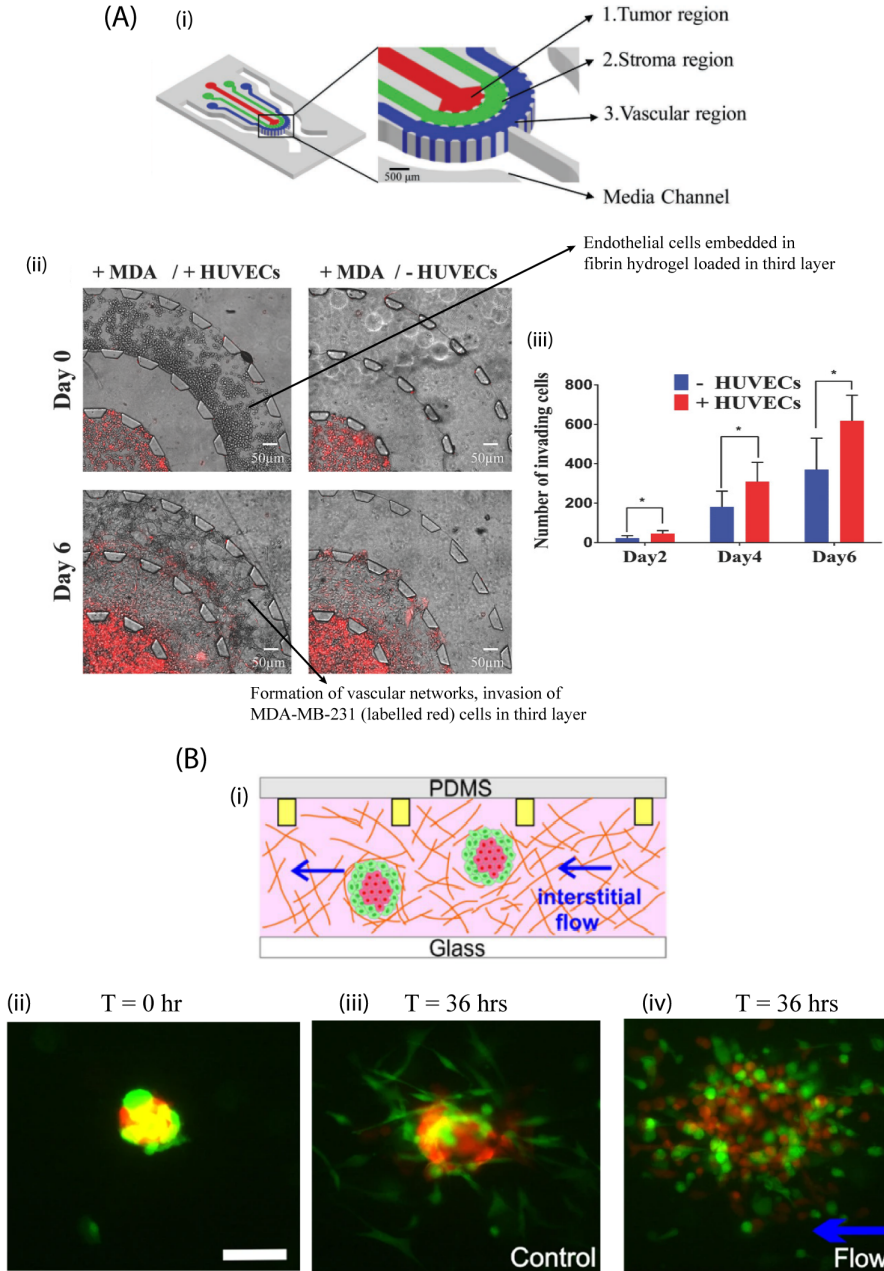 (A)
(i)
1.Tumor region
2.Stroma region
3.Vascular region
500 µm
Media Channel
Endothelial cells embedded in
fibrin hydrogel loaded in third layer
(ii)
+ MDA / + HUVECs
+ MDA / - HUVECs
Day 0
50µm
50µm
Day 6
50µm
50µm
Formation of vascular networks, invasion of
MDA-MB-231 (labelled red) cells in third layer
(iii)
- HUVECs
+ HUVECs
Number of invading cells
800
600
400
200
0
*
*
*
Day2
Day4
Day6
(B)
(i)
PDMS
interstitial
flow
Glass
(ii)
T = 0 hr
(iii)
T = 36 hrs
Control
(iv)
T = 36 hrs
Flow